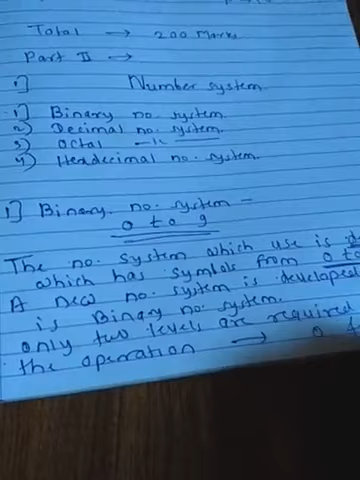 Total → 200 Marks
Part II →
1] Number system
1] Binary no. system.
2) Decimal no. system.
3) Octal —"—
4) Hexadecimal no. system.
1] Binary no. system -
0 to 9
The no. system which use is
which has symbols from 0 to
A new no. system is developed
is Binary no. system.
only two levels are required
the operation → 0